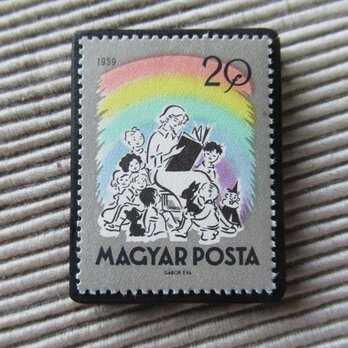 1959
20
MAGYAR POSTA
GÁBOR ÉVA